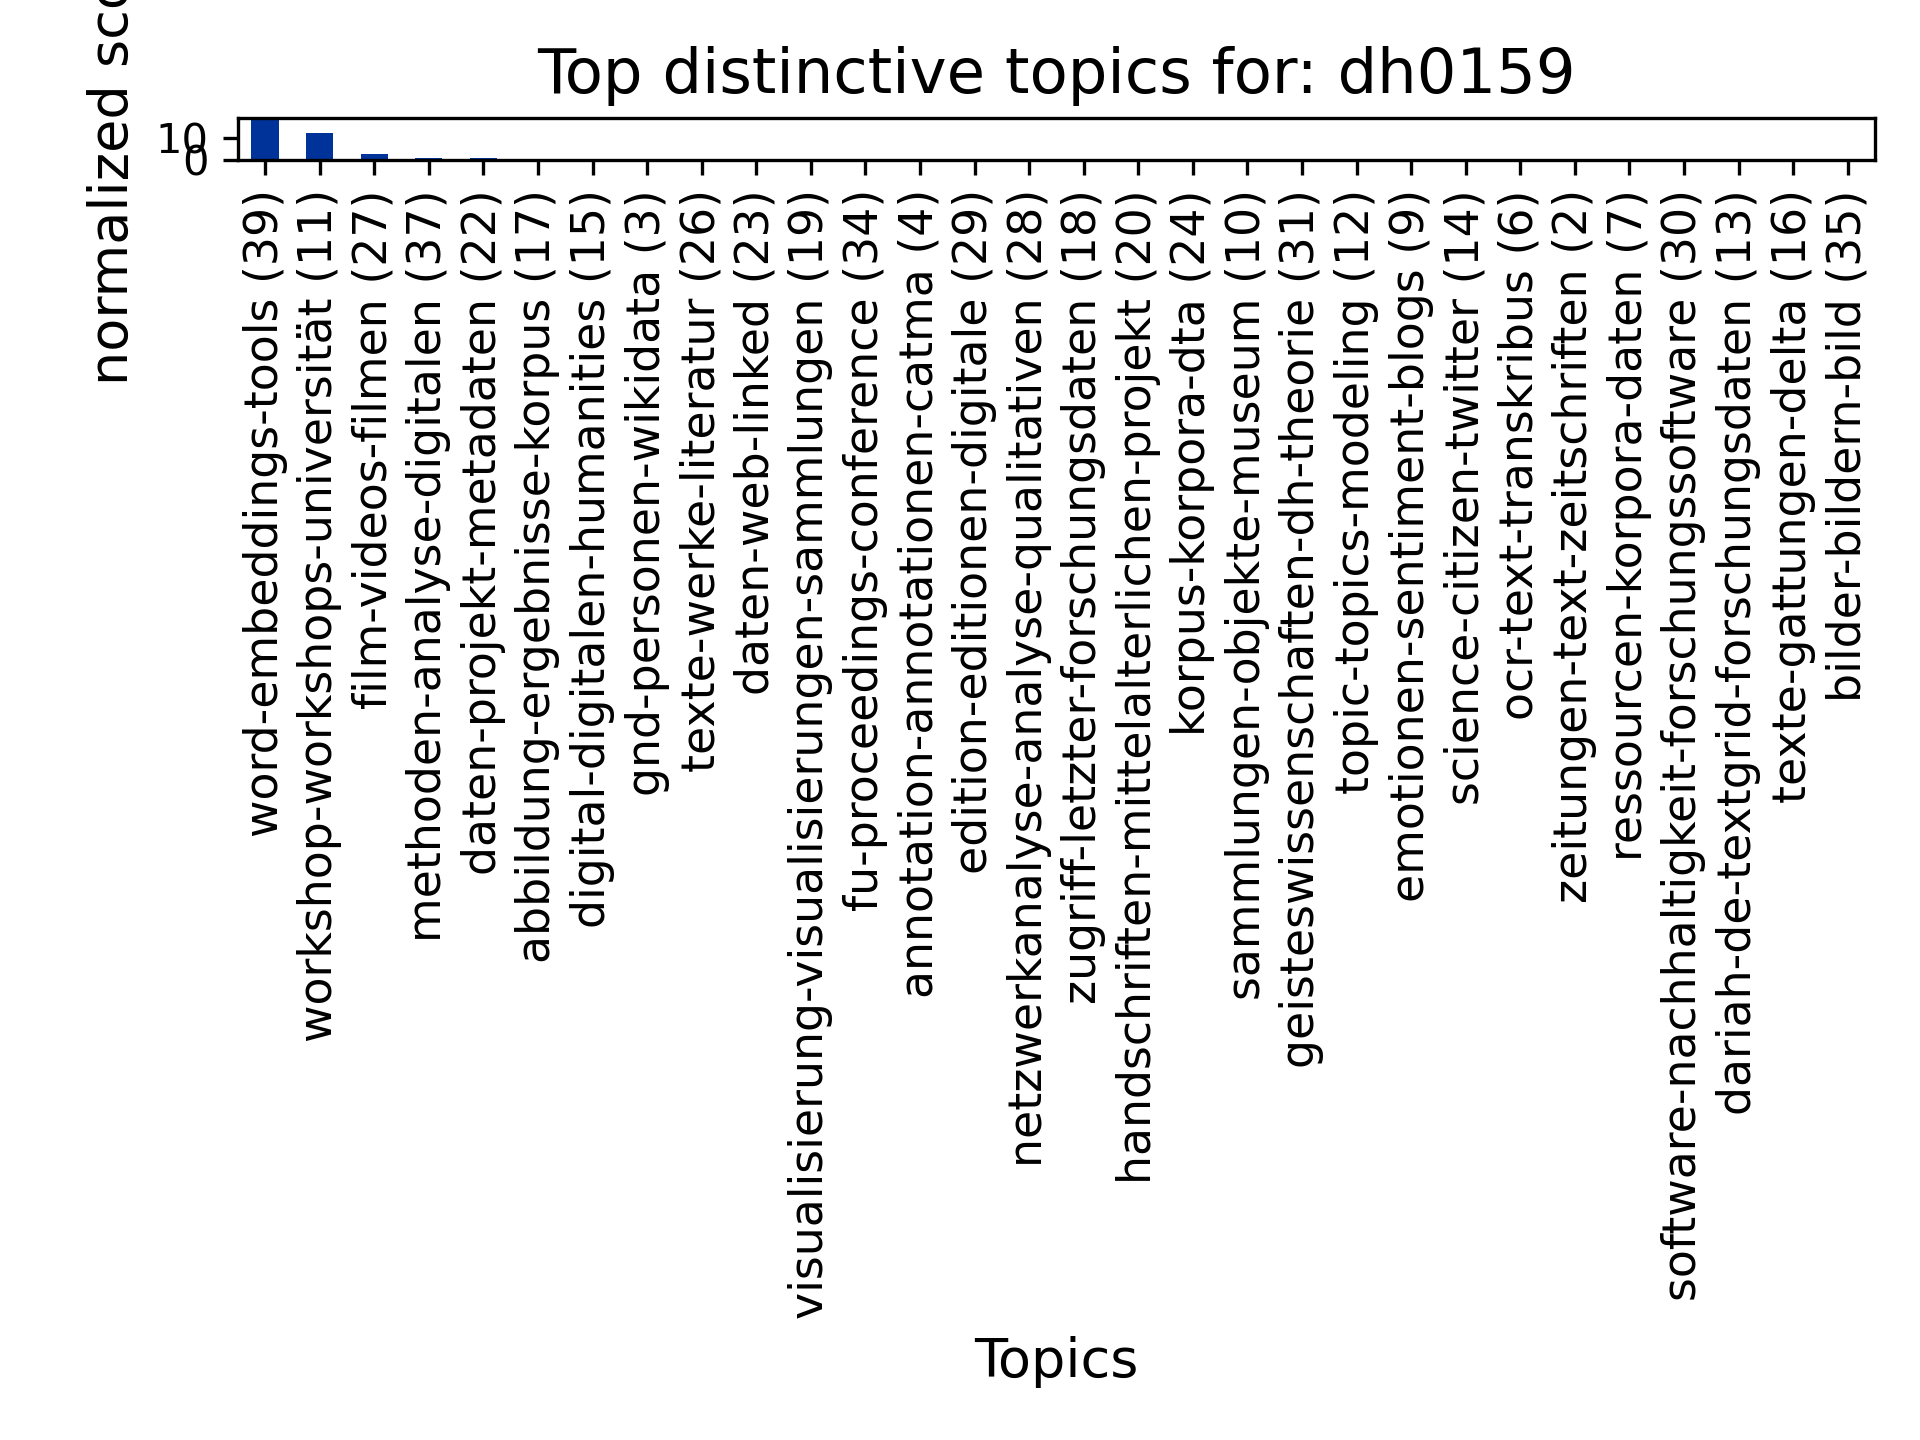 Top distinctive topics for: dh0159
normalized
10
0
word-embeddings-tools (39)
workshop-workshops-universität (11)
film-videos-filmen (27)
methoden-analyse-digitalen (37)
daten-projekt-metadaten (22)
abbildung-ergebnisse-korpus (17)
digital-digitalen-humanities (15)
gnd-personen-wikidata (3)
texte-werke-literatur (26)
daten-web-linked (23)
visualisierung-visualisierungen-sammlungen (19)
fu-proceedings-conference (34)
annotation-annotationen-catma (4)
edition-editionen-digitale (29)
netzwerkanalyse-analyse-qualitativen (28)
zugriff-letzter-forschungsdaten (18)
handschriften-mittelalterlichen-projekt (20)
korpus-korpora-dta (24)
sammlungen-objekte-museum (10)
geisteswissenschaften-dh-theorie (31)
topic-topics-modeling (12)
emotionen-sentiment-blogs (9)
science-citizen-twitter (14)
ocr-text-transkribus (6)
zeitungen-text-zeitschriften (2)
ressourcen-korpora-daten (7)
software-nachhaltigkeit-forschungssoftware (30)
dariah-de-textgrid-forschungsdaten (13)
texte-gattungen-delta (16)
bilder-bildern-bild (35)
Topics